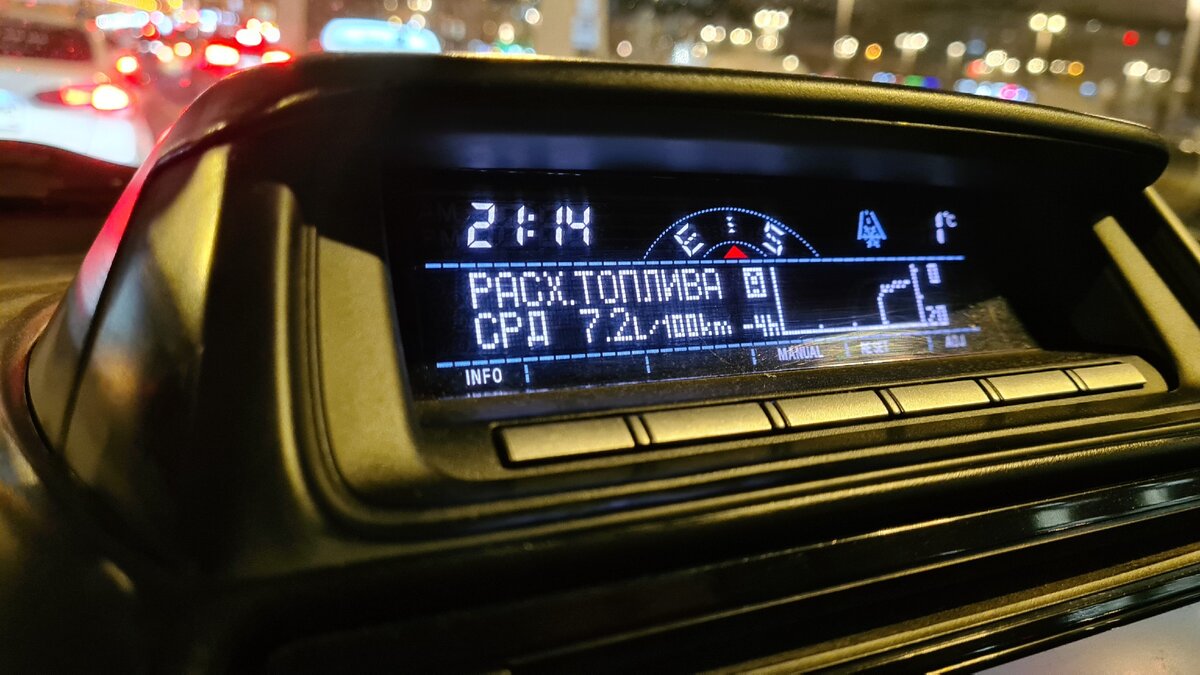 21:14 1°C
РАСХ.ТОПЛИВА 0
СРД 7.2L/100km -4h 20
INFO MANUAL RESET ADJ